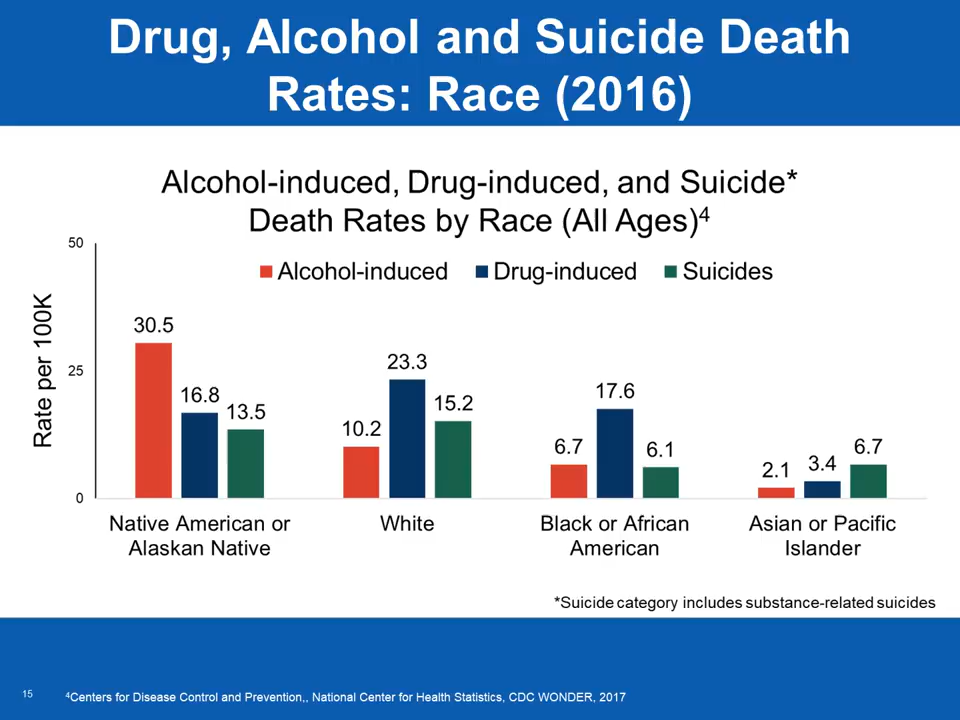 Drug, Alcohol and Suicide Death
Rates: Race (2016)
Alcohol-induced, Drug-induced, and Suicide*
Death Rates by Race (All Ages)4
50
Alcohol-induced Drug-induced Suicides
Rate per 100K
25
0
30.5
16.8
13.5
10.2
23.3
15.2
6.7
17.6
6.1
2.1
3.4
6.7
Native American or
Alaskan Native
White
Black or African
American
Asian or Pacific
Islander
*Suicide category includes substance-related suicides
15
4Centers for Disease Control and Prevention,, National Center for Health Statistics, CDC WONDER, 2017